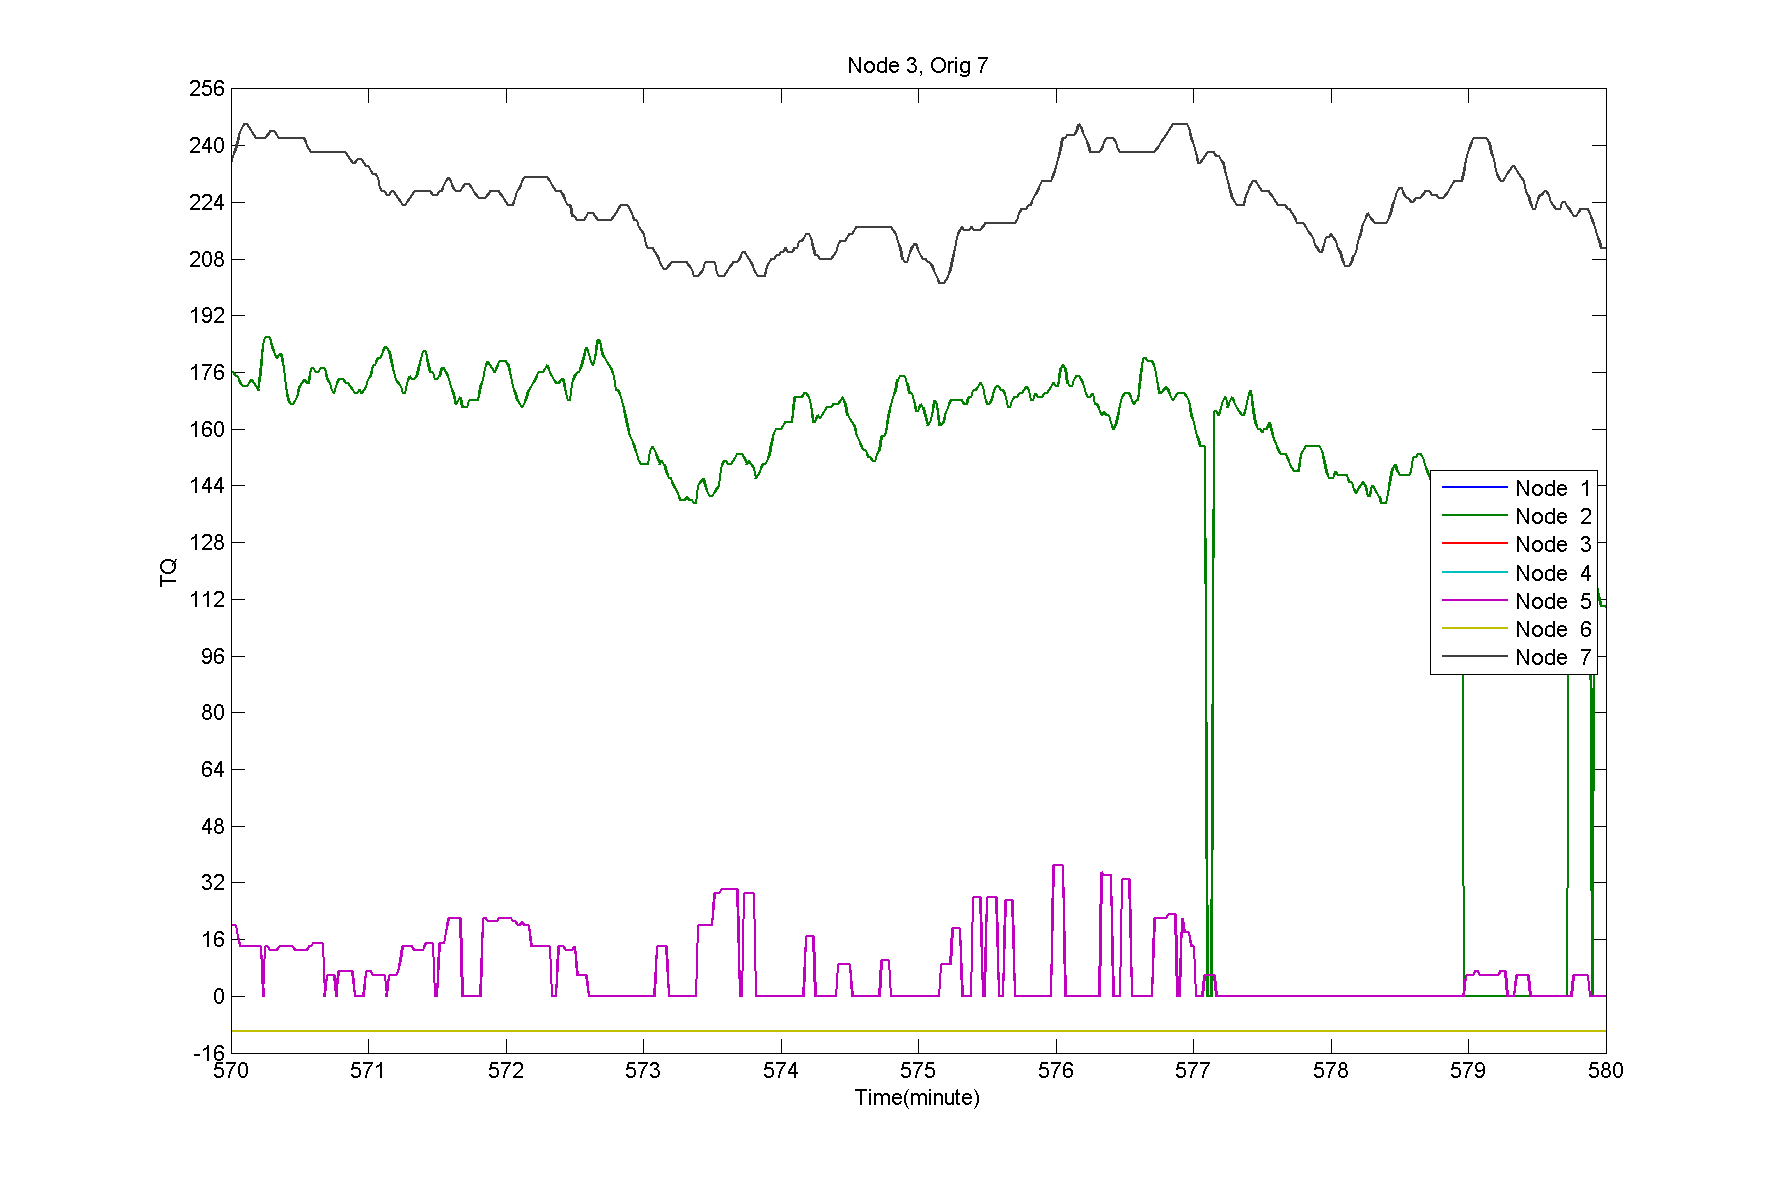 Node 3, Orig 7
256
240
224
208
192
176
160
144
128
112
96
80
64
48
32
16
0
-16
TQ
Node 1
Node 2
Node 3
Node 4
Node 5
Node 6
Node 7
570 571 572 573 574 575 576 577 578 579 580
Time(minute)